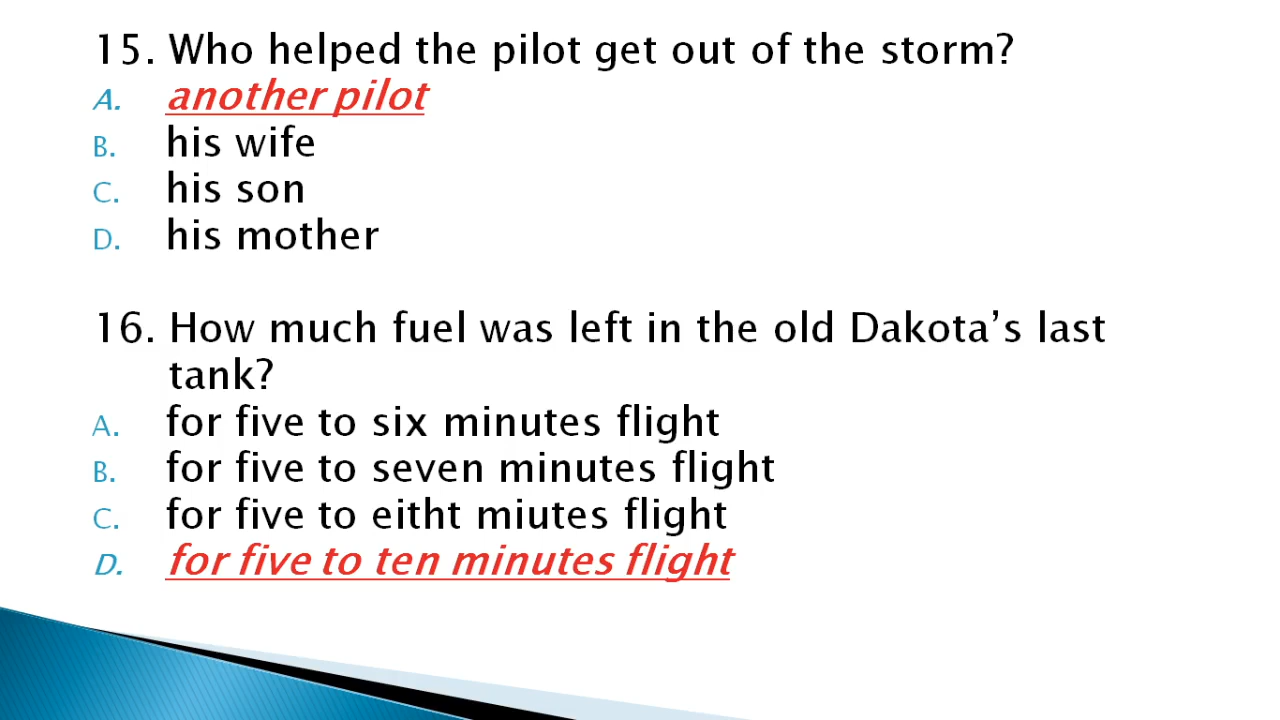 15. Who helped the pilot get out of the storm?
A. another pilot
B. his wife
C. his son
D. his mother
16. How much fuel was left in the old Dakota’s last
tank?
A. for five to six minutes flight
B. for five to seven minutes flight
C. for five to eitht miutes flight
D. for five to ten minutes flight